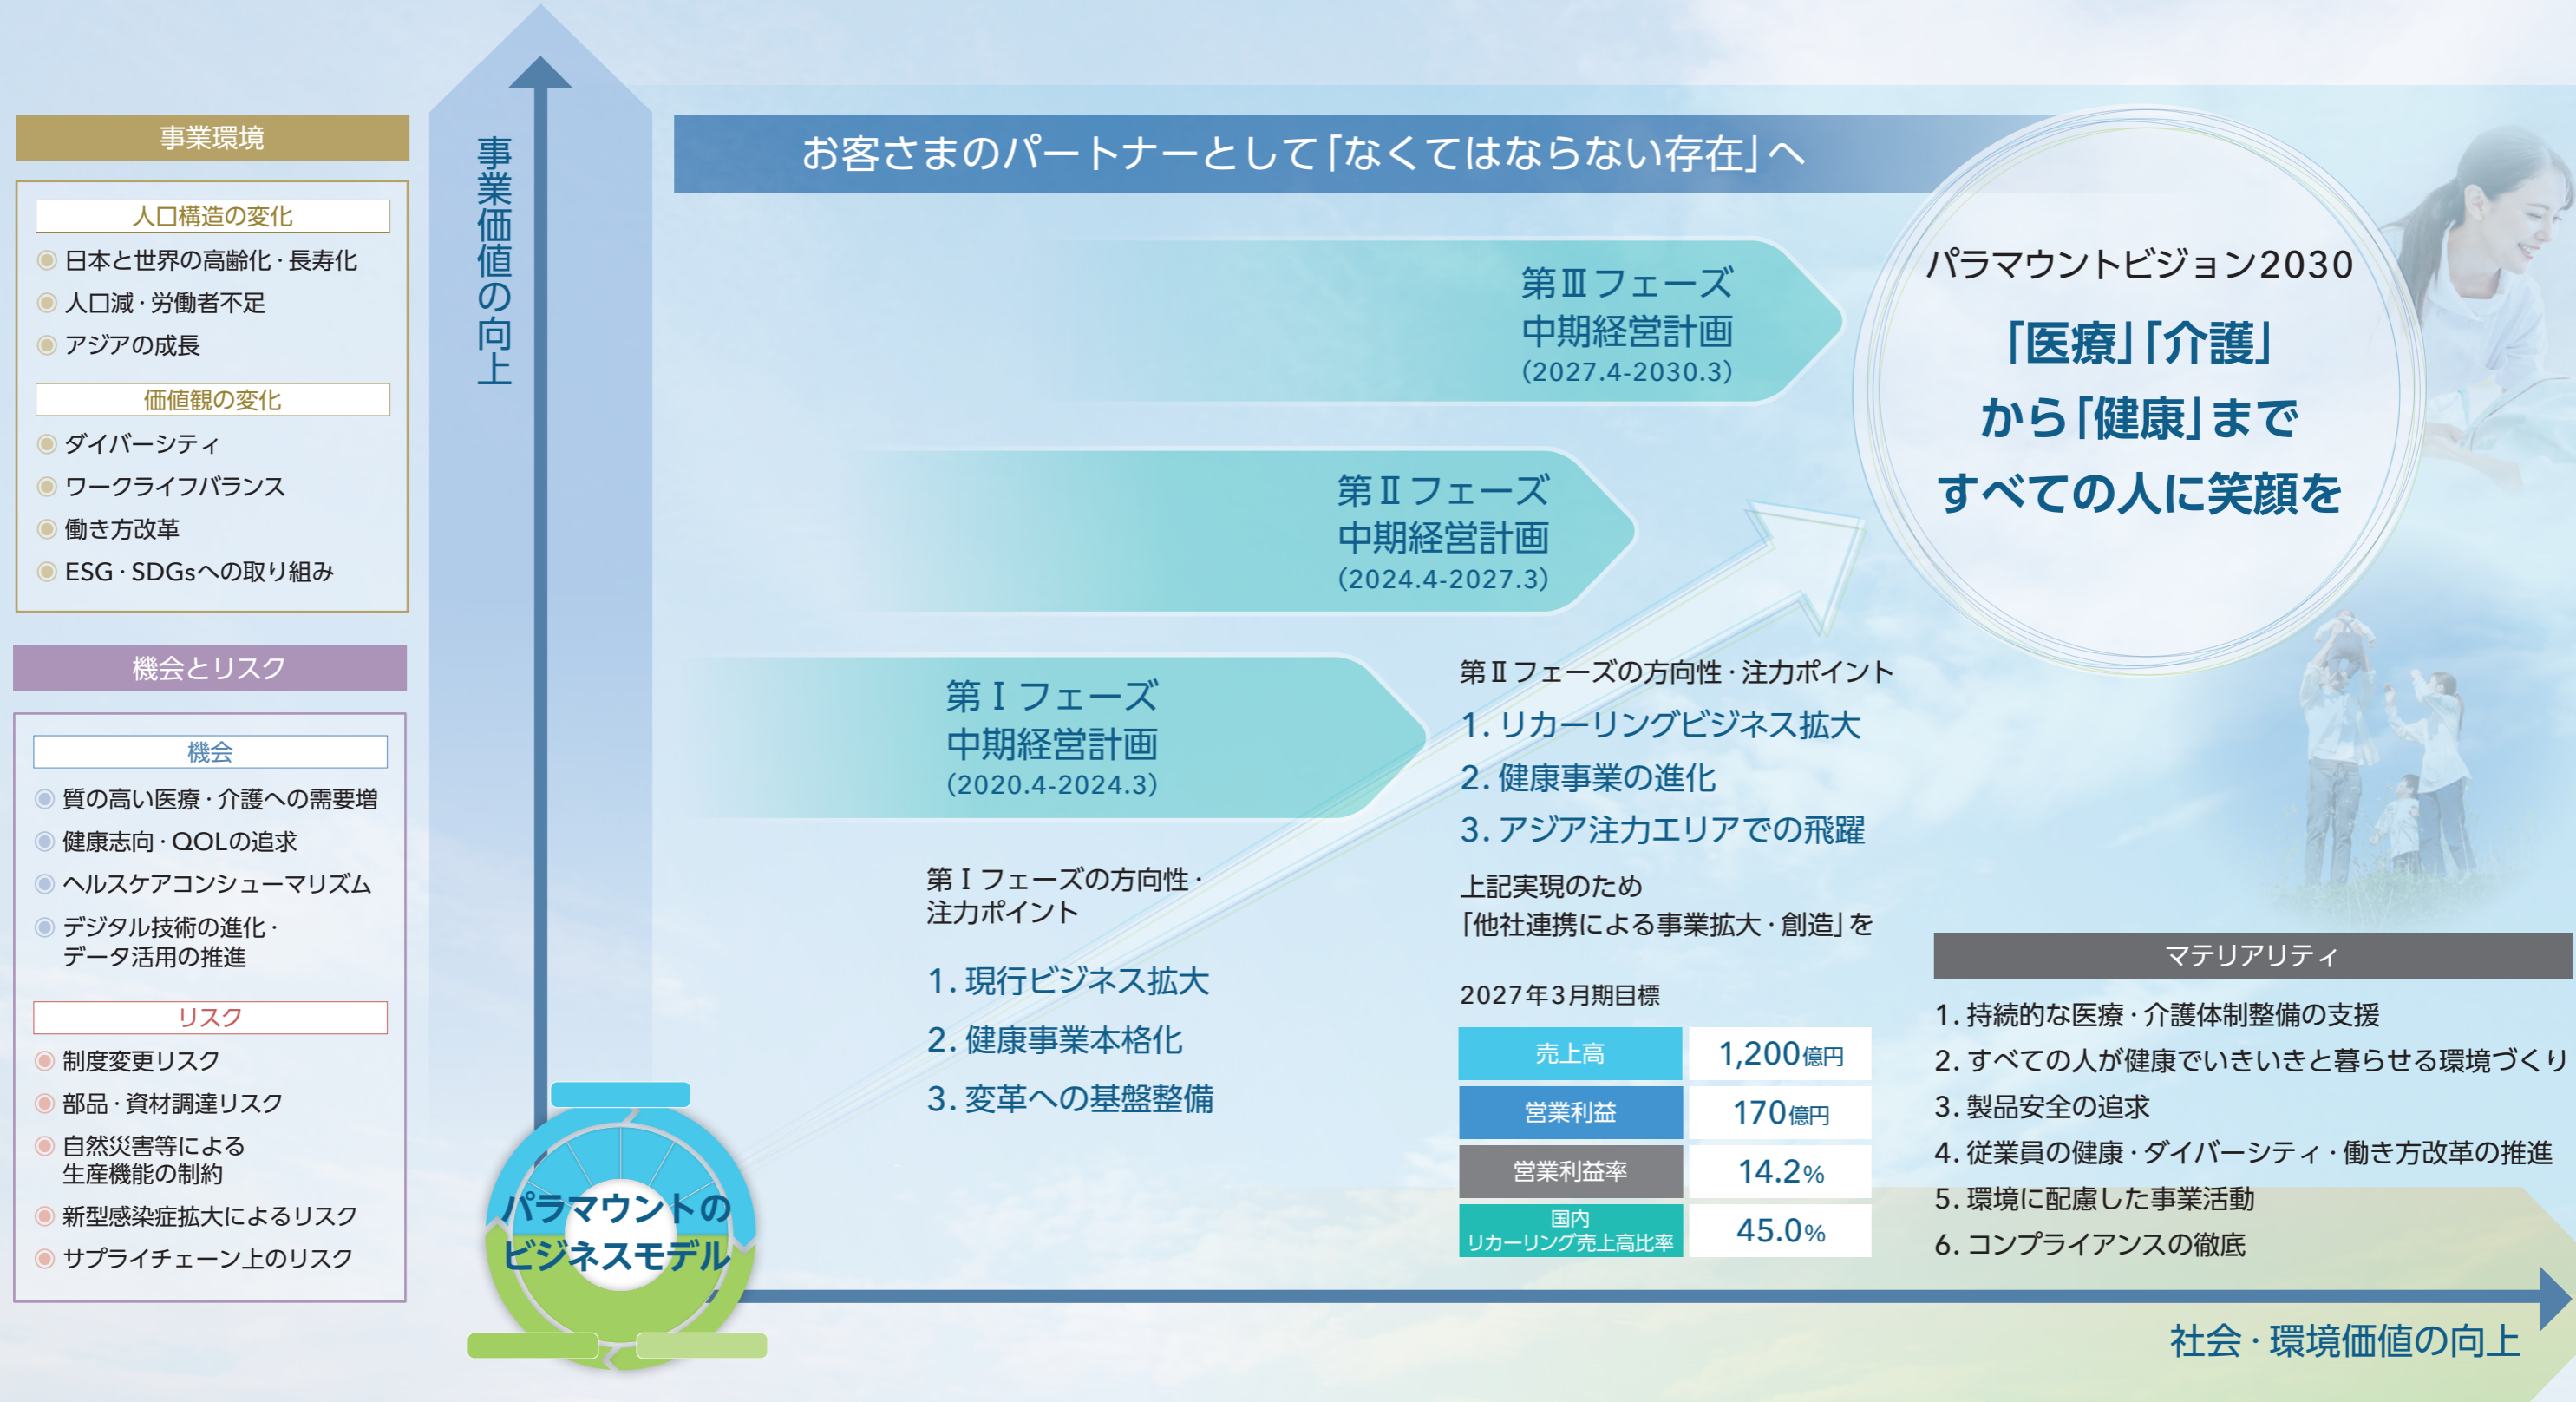 事業環境
人口構造の変化
日本と世界の高齢化・長寿化
人口減・労働者不足
アジアの成長
価値観の変化
ダイバーシティ
ワークライフバランス
働き方改革
ESG・SDGsへの取り組み
機会とリスク
機会
質の高い医療・介護への需要増
健康志向・QOLの追求
ヘルスケアコンシューマリズム
デジタル技術の進化・
データ活用の推進
リスク
制度変更リスク
部品・資材調達リスク
自然災害等による
生産機能の制約
新型感染症拡大によるリスク
サプライチェーン上のリスク
事業価値の向上
お客さまのパートナーとして「なくてはならない存在」へ
第Ⅲフェーズ
中期経営計画
(2027.4-2030.3)
第Ⅱフェーズ
中期経営計画
(2024.4-2027.3)
第Ⅰフェーズ
中期経営計画
(2020.4-2024.3)
パラマウントビジョン2030
「医療」「介護」
から「健康」まで
すべての人に笑顔を
第Ⅰフェーズの方向性・
注力ポイント
1. 現行ビジネス拡大
2. 健康事業本格化
3. 変革への基盤整備
第Ⅱフェーズの方向性・注力ポイント
1. リカーリングビジネス拡大
2. 健康事業の進化
3. アジア注力エリアでの飛躍
上記実現のため
「他社連携による事業拡大・創造」を
2027年3月期目標
売上高 1,200億円
営業利益 170億円
営業利益率 14.2%
国内
リカーリング売上高比率 45.0%
マテリアリティ
1. 持続的な医療・介護体制整備の支援
2. すべての人が健康でいきいきと暮らせる環境づくり
3. 製品安全の追求
4. 従業員の健康・ダイバーシティ・働き方改革の推進
5. 環境に配慮した事業活動
6. コンプライアンスの徹底
パラマウントの
ビジネスモデル
社会・環境価値の向上